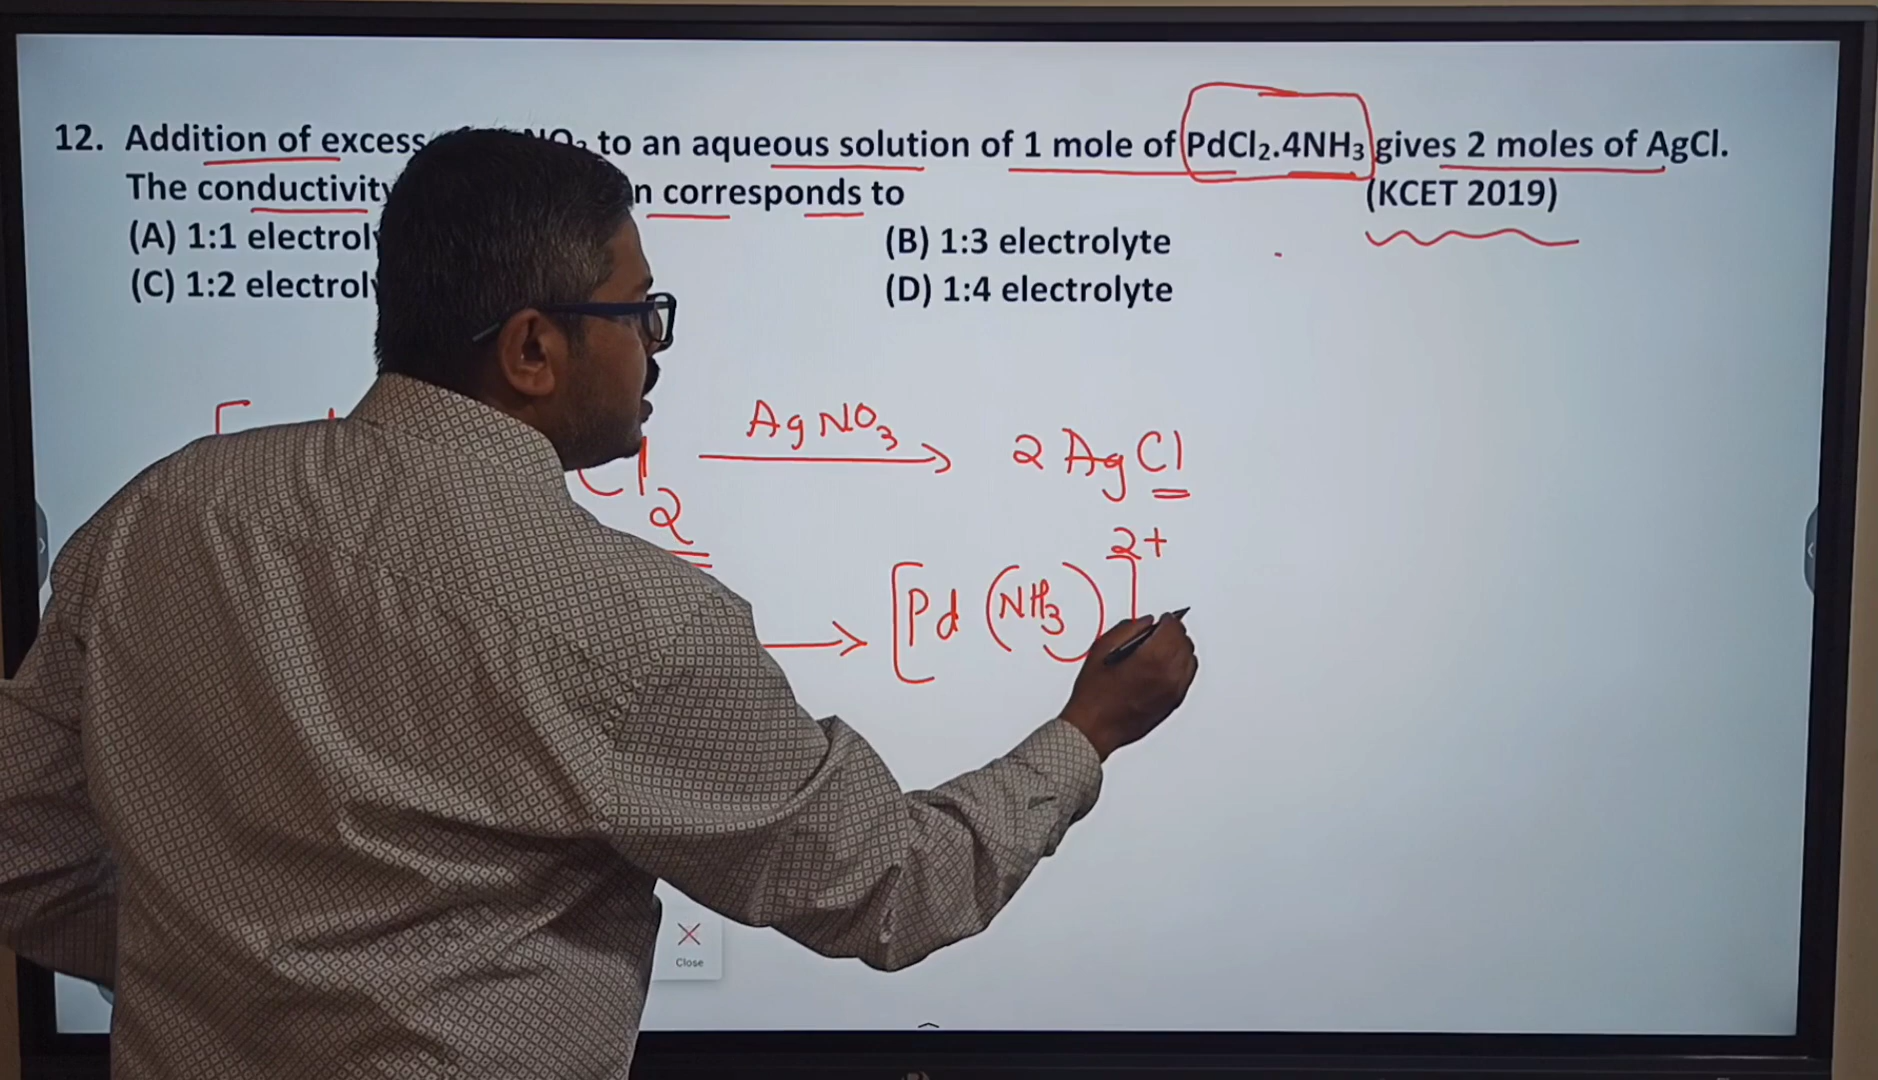 12. Addition of excess NO₃ to an aqueous solution of 1 mole of PdCl₂.4NH₃ gives 2 moles of AgCl.
The conductivity corresponds to
(KCET 2019)
(A) 1:1 (B) 1:3 electrolyte
(C) 1:2 (D) 1:4 electrolyte
AgNO₃ 2 AgCl
Cl₂
[Pd (NH₃) ]²⁺
Close